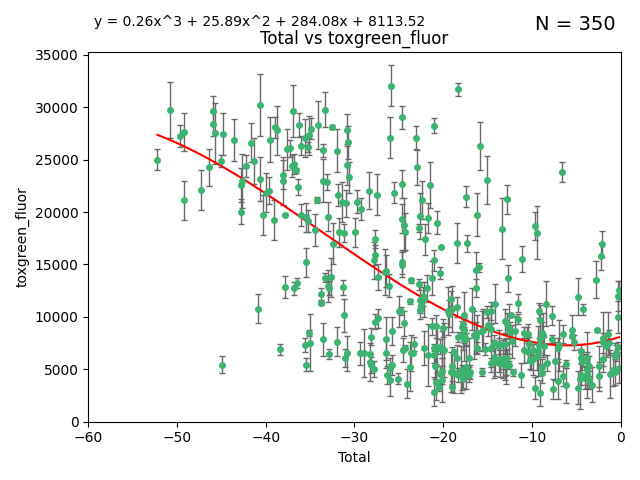 y = 0.26x^3 + 25.89x^2 + 284.08x + 8113.52
N = 350
Total vs toxgreen_fluor
35000
30000
25000
20000
15000
10000
5000
0
toxgreen_fluor
−60 −50 −40 −30 −20 −10 0
Total